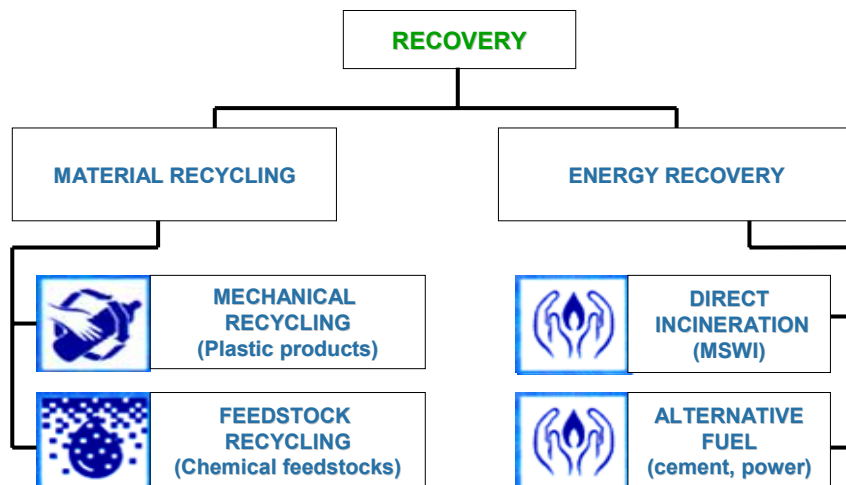 RECOVERY
MATERIAL RECYCLING
ENERGY RECOVERY
MECHANICAL
RECYCLING
(Plastic products)
DIRECT
INCINERATION
(MSWI)
FEEDSTOCK
RECYCLING
(Chemical feedstocks)
ALTERNATIVE
FUEL
(cement, power)